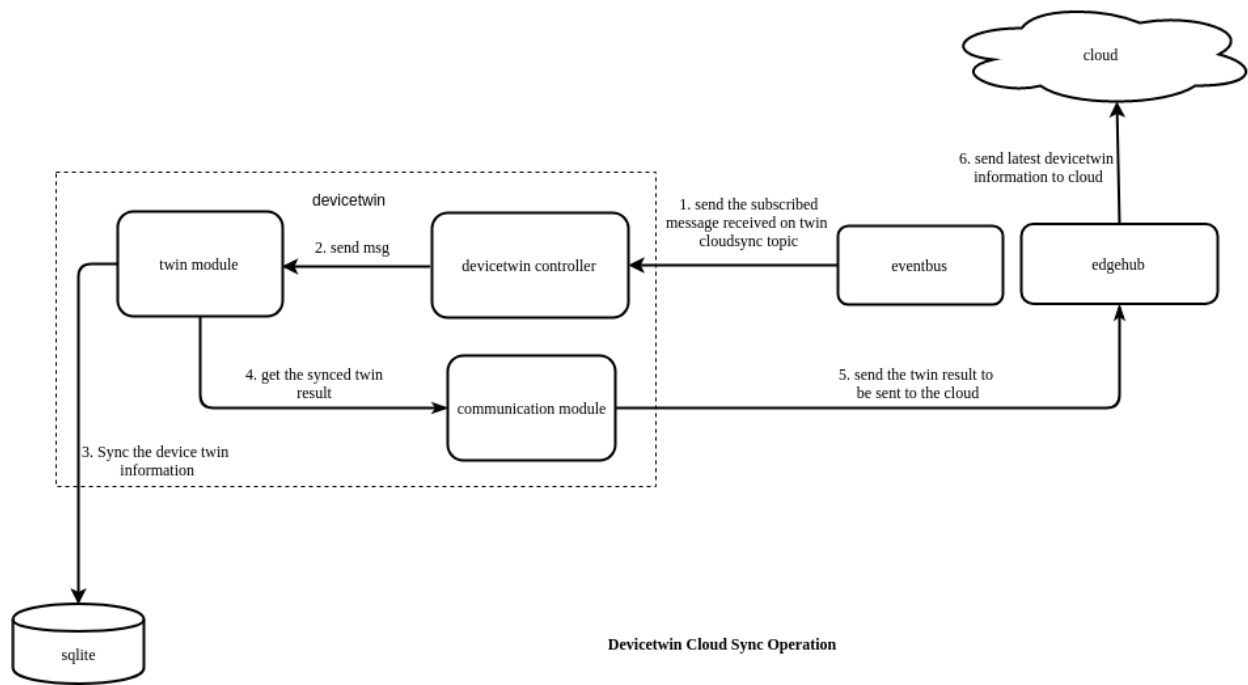 cloud
6. send latest devicetwin
information to cloud
devicetwin
1. send the subscribed
message received on twin
cloudsync topic
2. send msg
twin module
devicetwin controller
eventbus
edgehub
4. get the synced twin
result
5. send the twin result to
be sent to the cloud
communication module
3. Sync the device twin
information
sqlite
Devicetwin Cloud Sync Operation